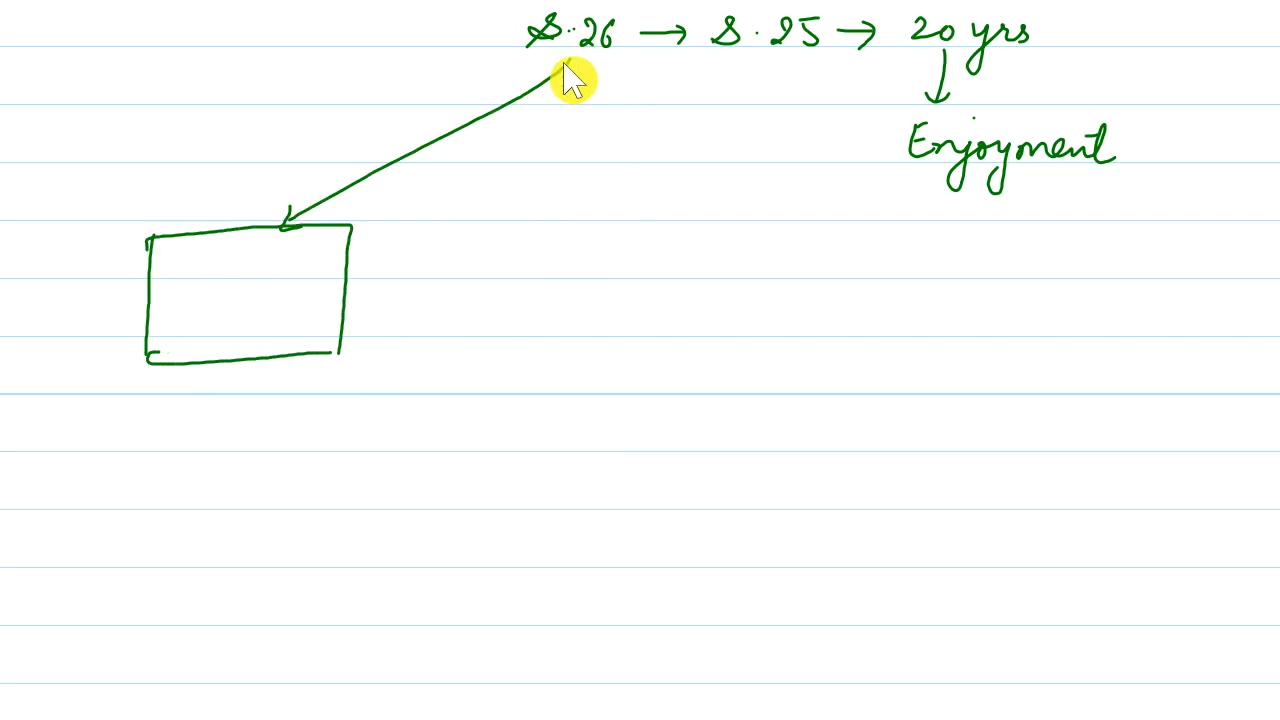 S. 26 → S. 25 → 20 yrs
Enjoyment